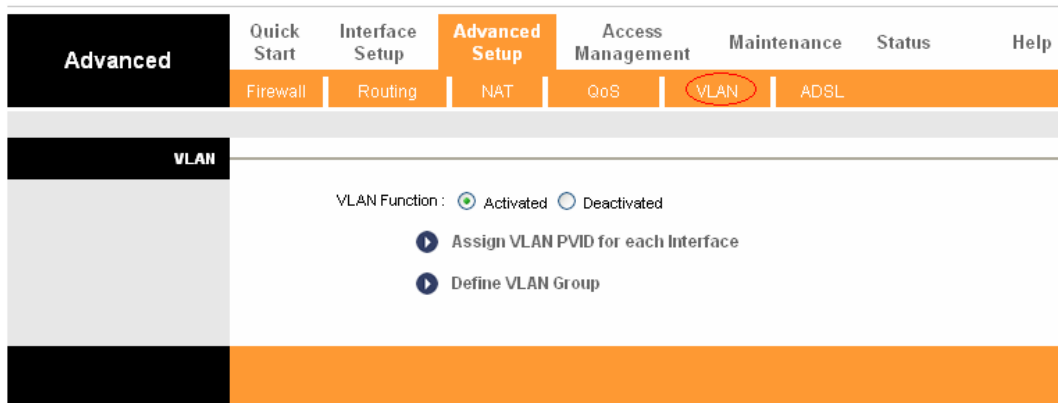 Advanced
Quick Start
Interface Setup
Advanced Setup
Access Management
Maintenance
Status
Help
Firewall
Routing
NAT
QoS
VLAN
ADSL
VLAN
VLAN Function : Activated Deactivated
Assign VLAN PVID for each Interface
Define VLAN Group